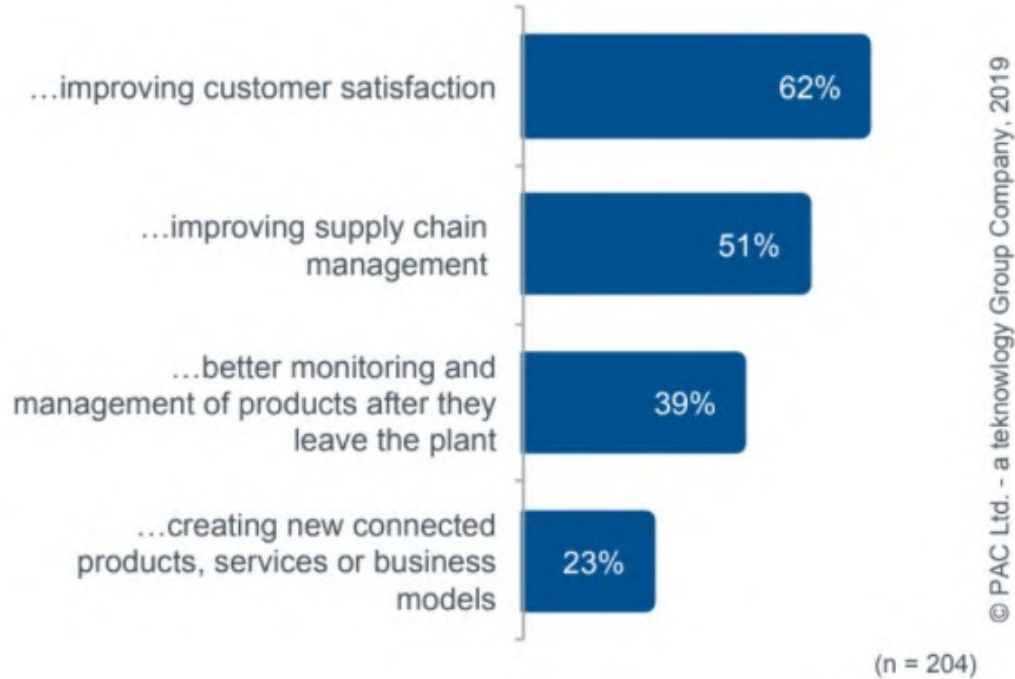 …improving customer satisfaction
62%
…improving supply chain
management
51%
…better monitoring and
management of products after they
leave the plant
39%
…creating new connected
products, services or business
models
23%
(n = 204)
© PAC Ltd. - a teknowlogy Group Company, 2019